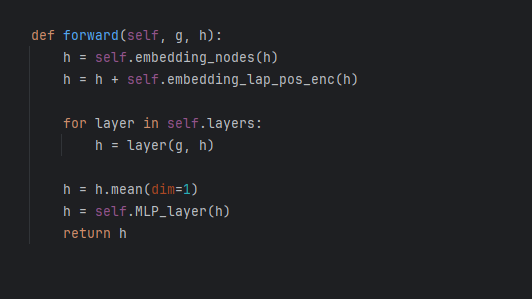 def forward(self, g, h):
    h = self.embedding_nodes(h)
    h = h + self.embedding_lap_pos_enc(h)
    for layer in self.layers:
        h = layer(g, h)
    h = h.mean(dim=1)
    h = self.MLP_layer(h)
    return h